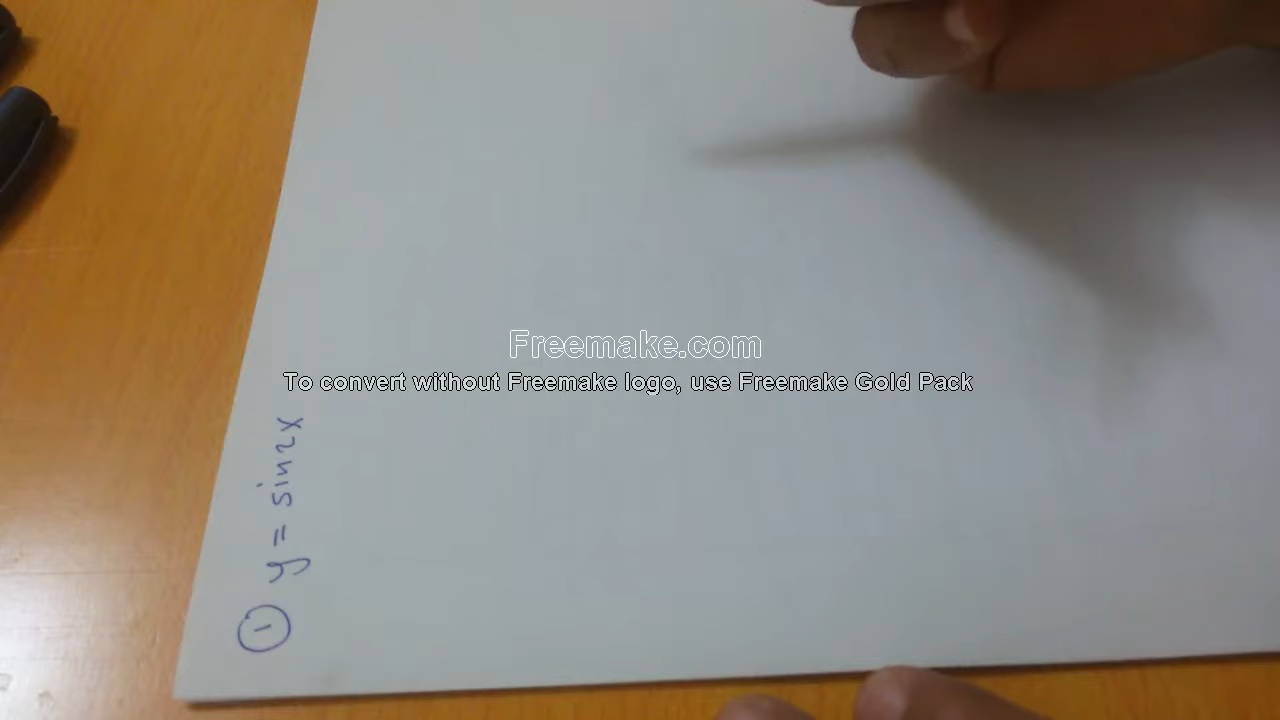 ① y = sin2x
Freemake.com
To convert without Freemake logo, use Freemake Gold Pack